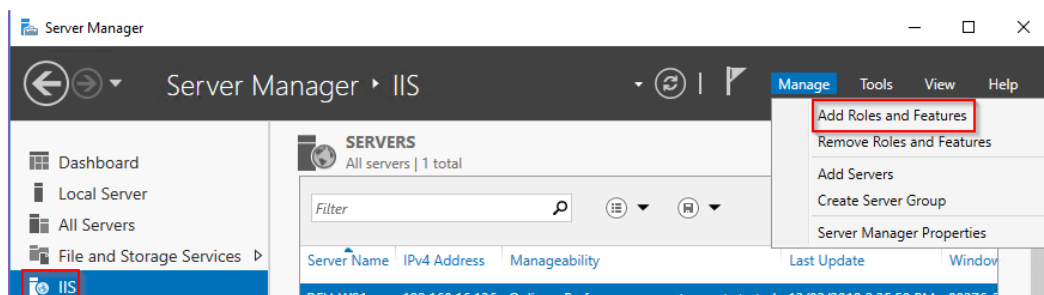 Server Manager
Server Manager IIS
Manage Tools View Help
Add Roles and Features
Remove Roles and Features
Add Servers
Create Server Group
Server Manager Properties
Dashboard
Local Server
All Servers
File and Storage Services
IIS
SERVERS
All servers | 1 total
Filter
Server Name IPv4 Address Manageability Last Update Window